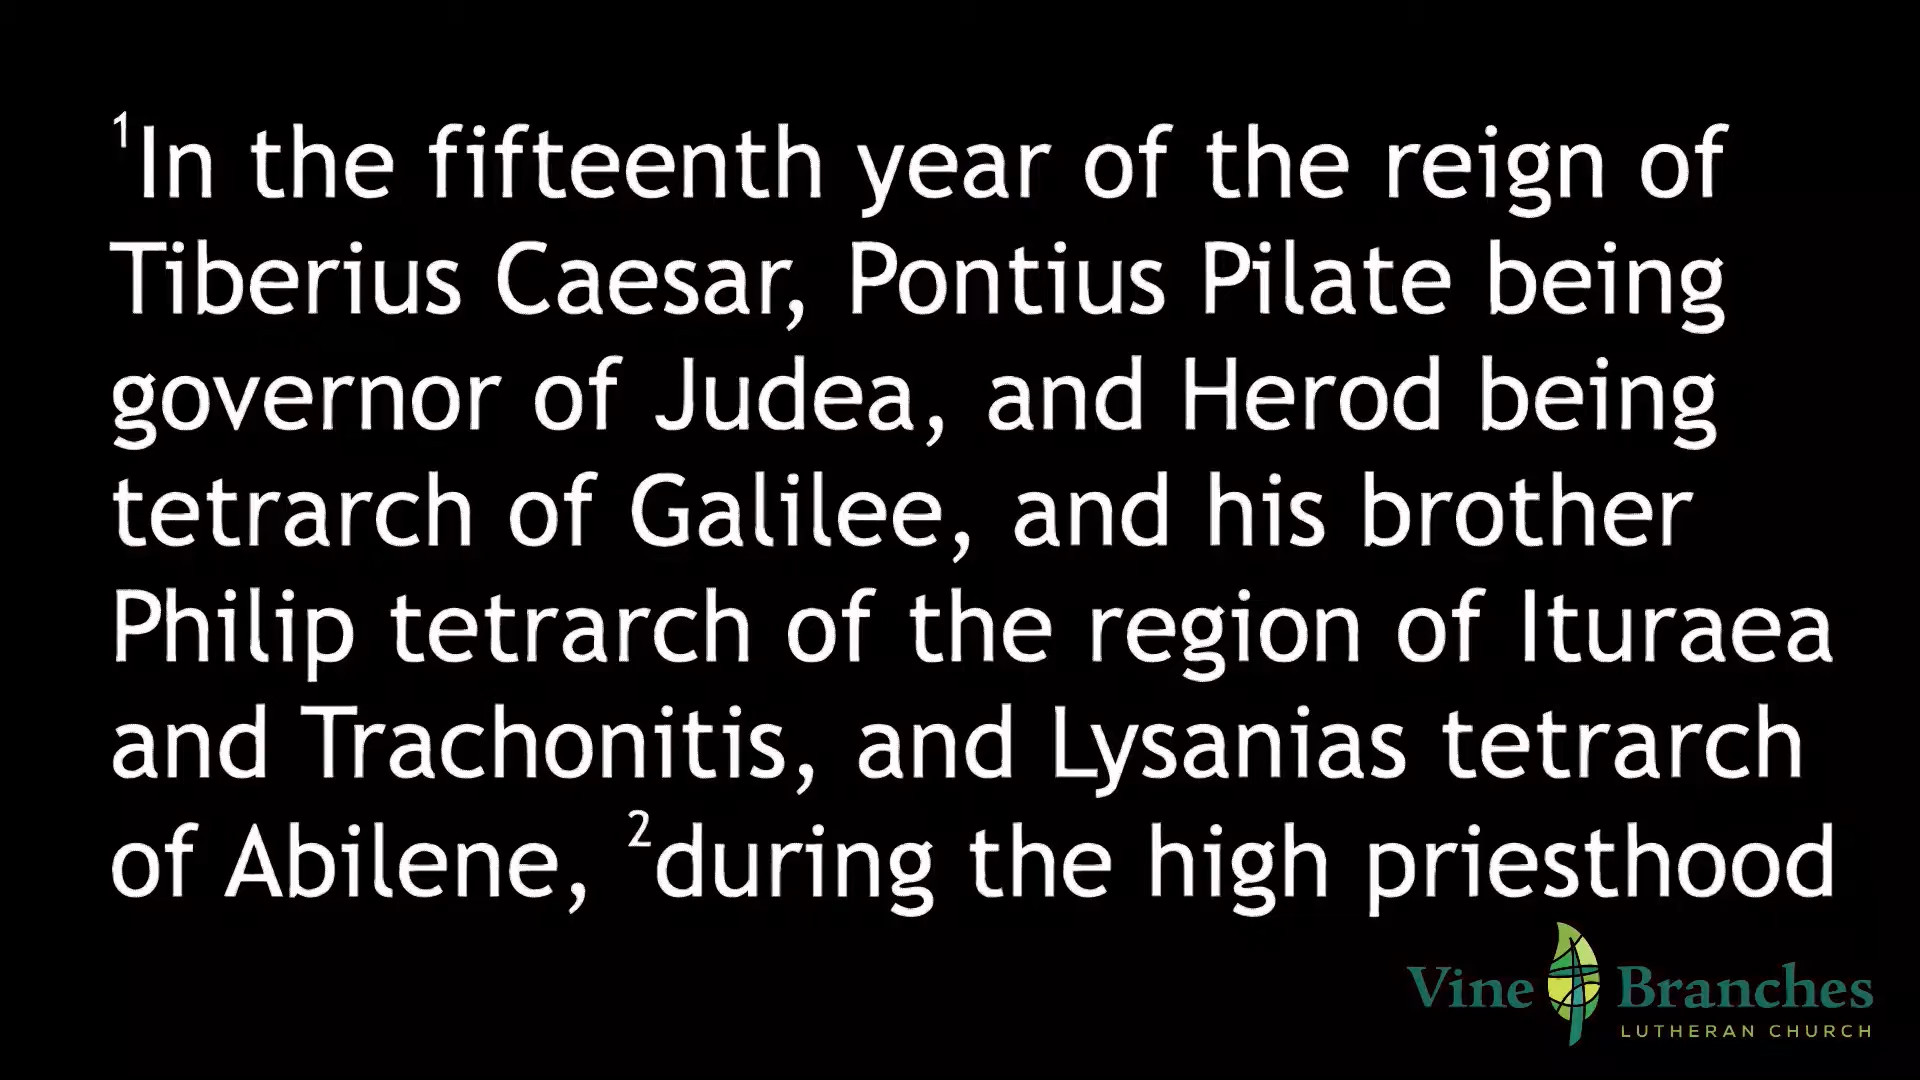 ¹In the fifteenth year of the reign of
Tiberius Caesar, Pontius Pilate being
governor of Judea, and Herod being
tetrarch of Galilee, and his brother
Philip tetrarch of the region of Ituraea
and Trachonitis, and Lysanias tetrarch
of Abilene, ²during the high priesthood
Vine Branches
LUTHERAN CHURCH